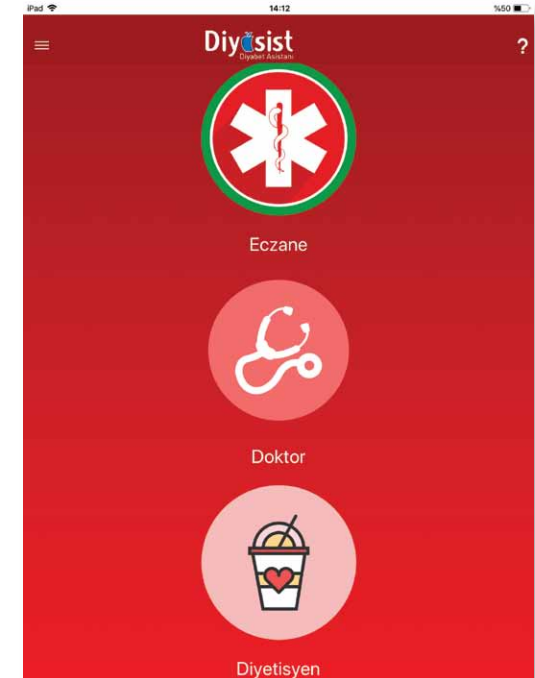 iPad 14:12 %50
Diyasist
Diyabet Asistanı
?
Eczane
Doktor
Diyetisyen